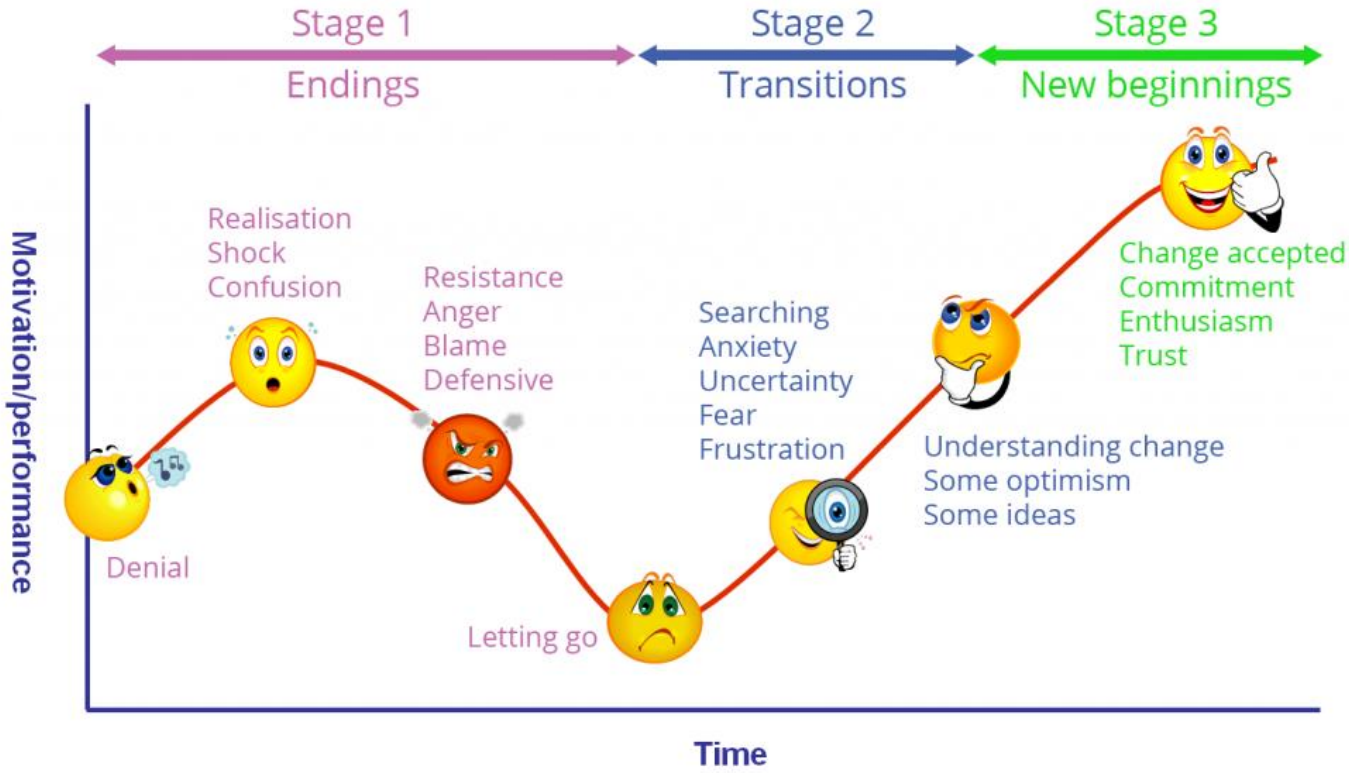 Stage 1
Endings
Stage 2
Transitions
Stage 3
New beginnings
Motivation/performance
Denial
Realisation
Shock
Confusion
Resistance
Anger
Blame
Defensive
Letting go
Searching
Anxiety
Uncertainty
Fear
Frustration
Understanding change
Some optimism
Some ideas
Change accepted
Commitment
Enthusiasm
Trust
Time